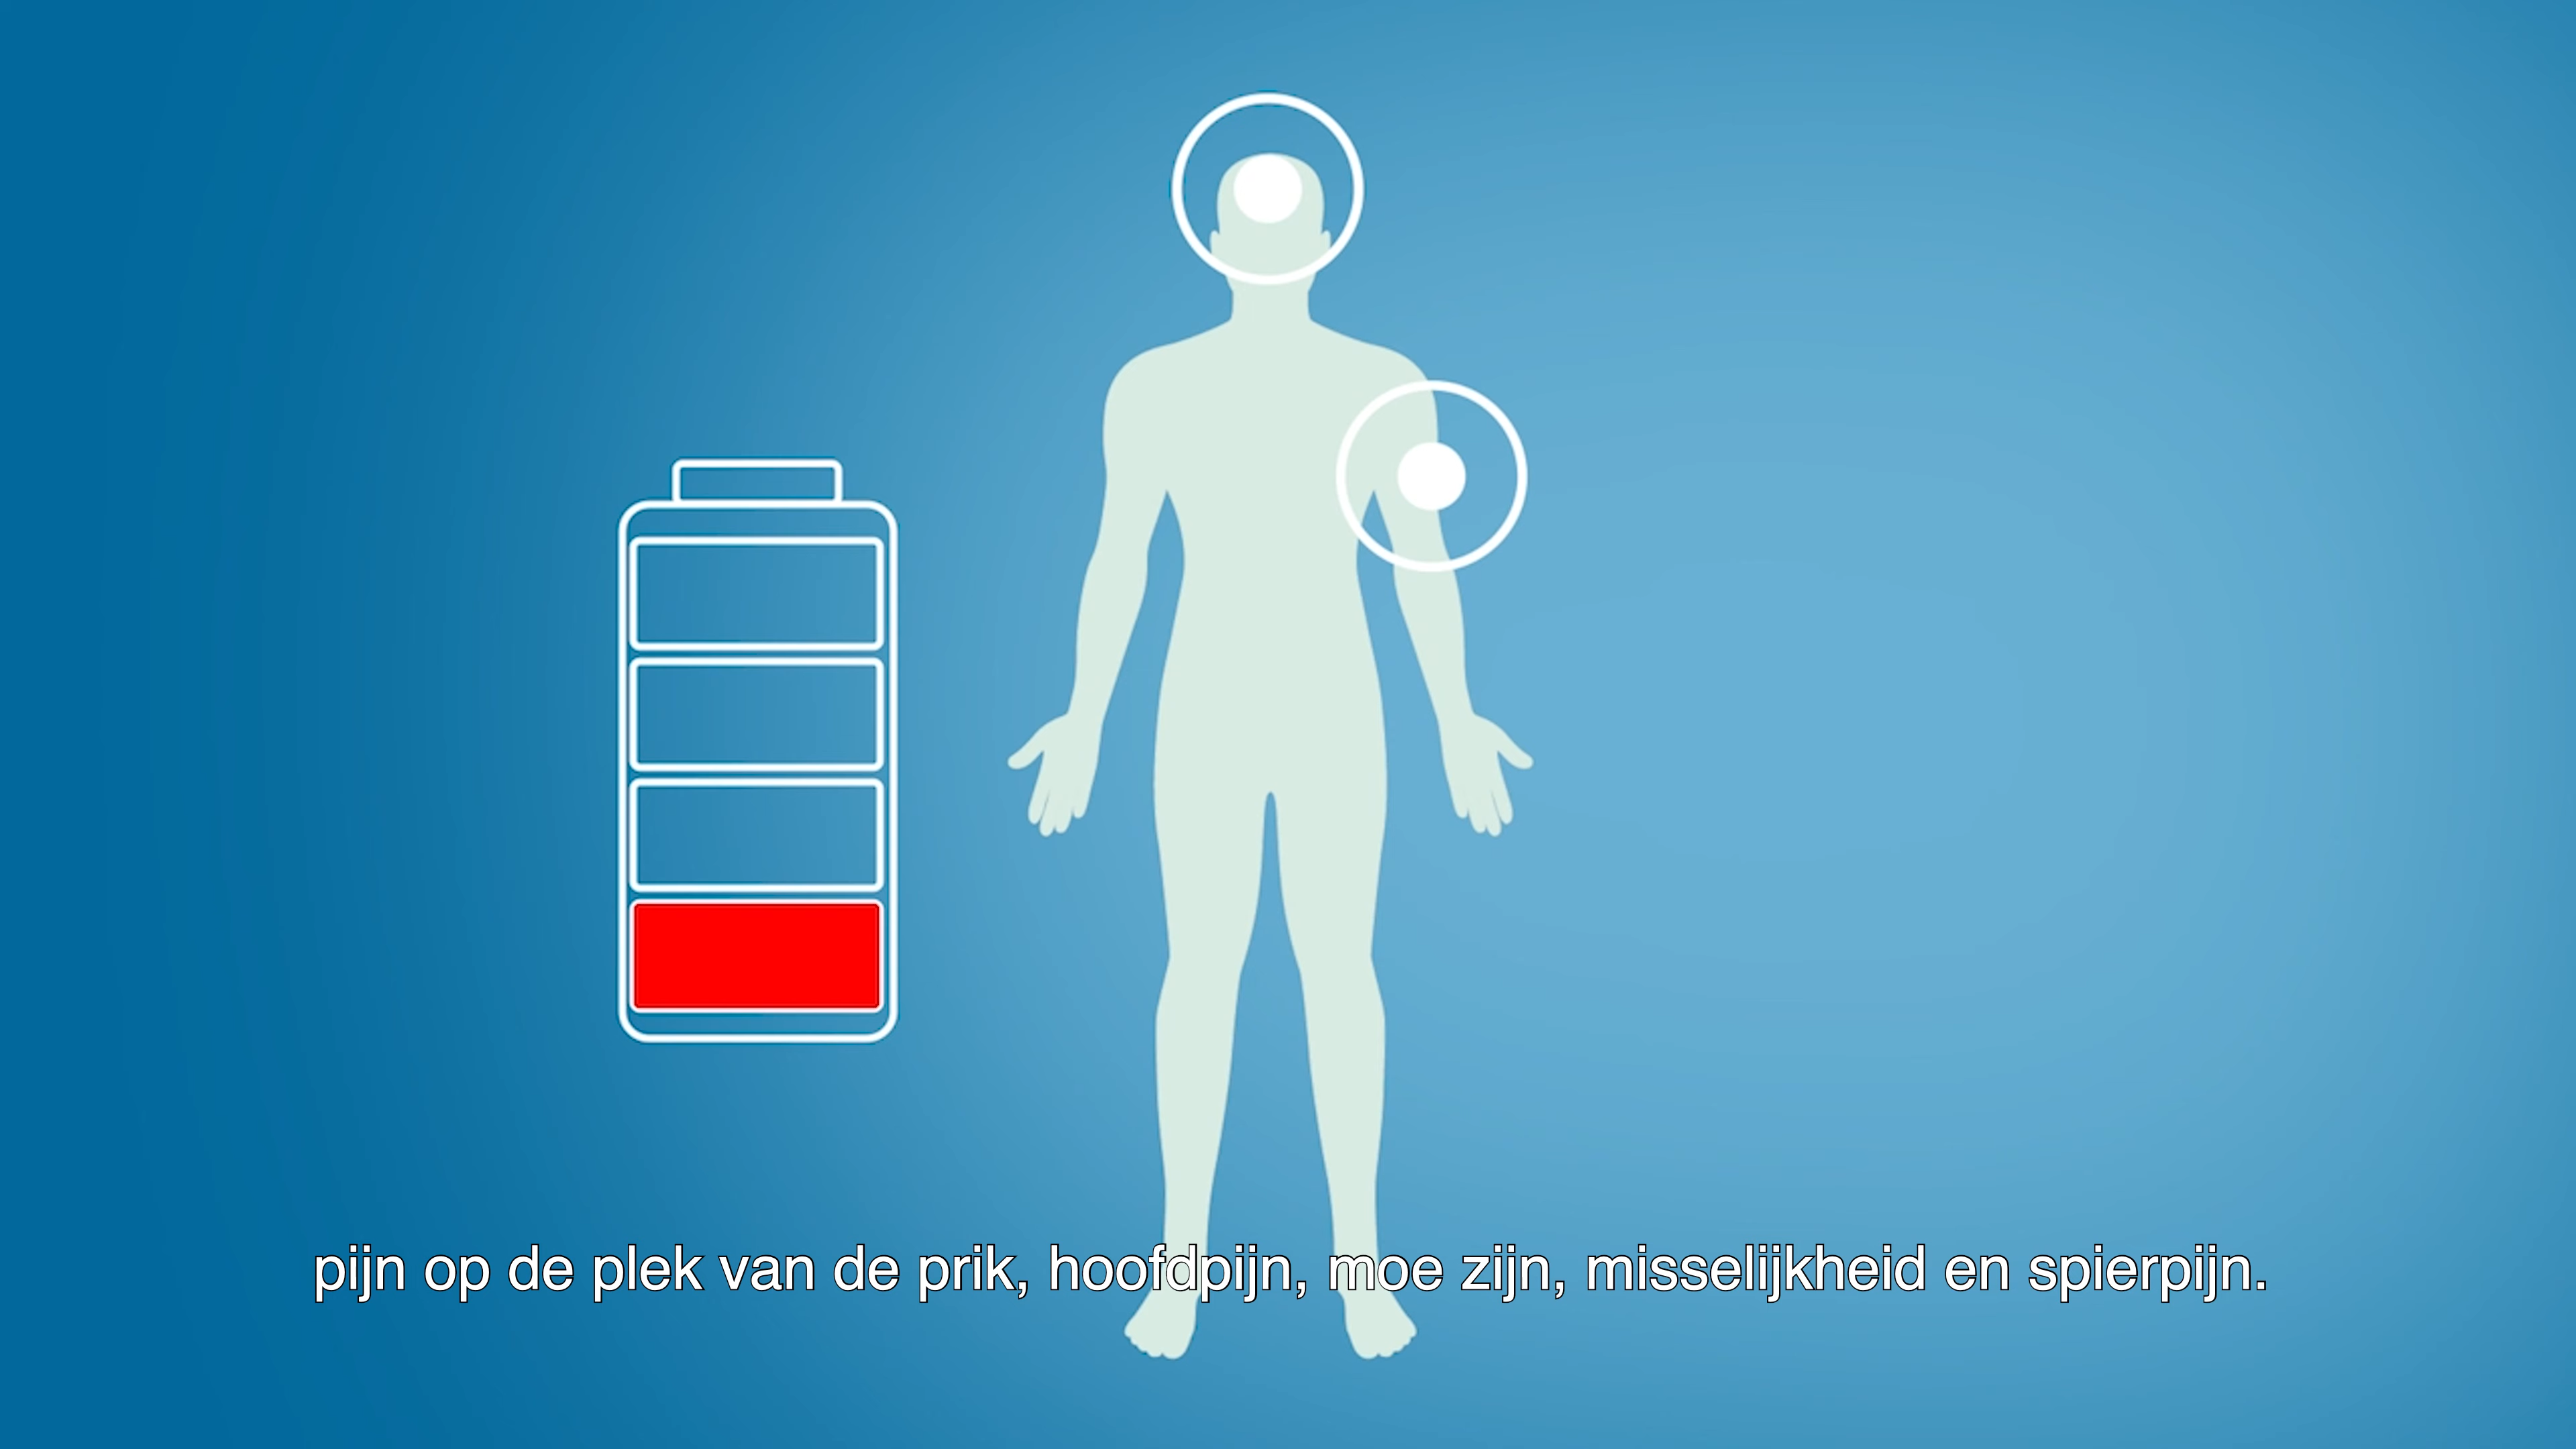 pijn op de plek van de prik, hoofdpijn, moe zijn, misselijkheid en spierpijn.